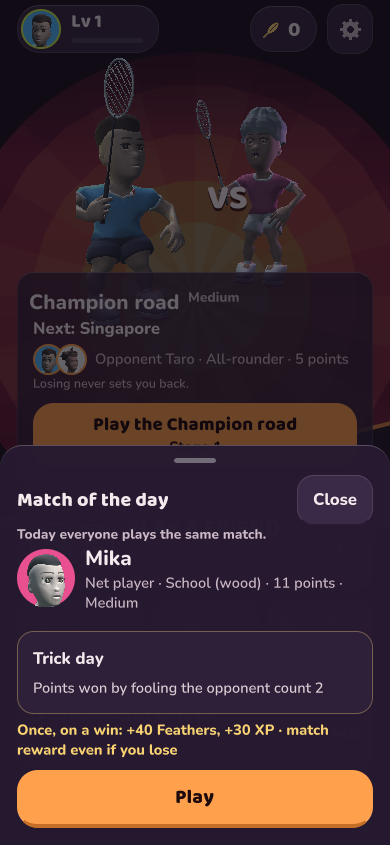 Lv 1
0
VS
Champion road Medium
Next: Singapore
Opponent Taro · All-rounder · 5 points
Losing never sets you back.
Play the Champion road
Match of the day
Close
Today everyone plays the same match.
Mika
Net player · School (wood) · 11 points ·
Medium
Trick day
Points won by fooling the opponent count 2
Once, on a win: +40 Feathers, +30 XP · match
reward even if you lose
Play